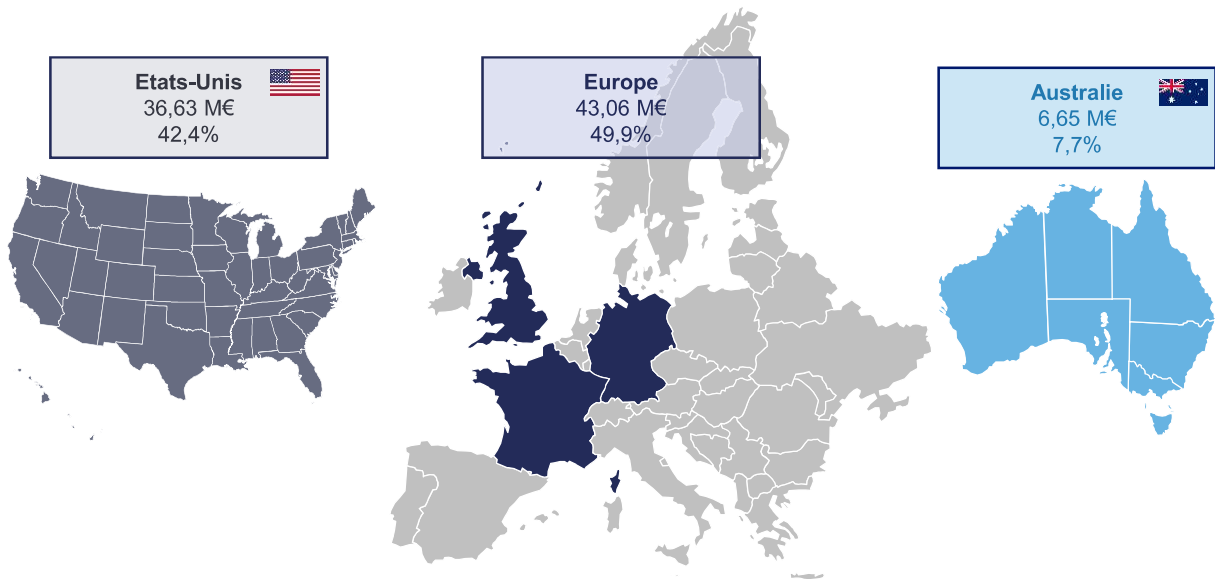 Etats-Unis
36,63 M€
42,4%
Europe
43,06 M€
49,9%
Australie
6,65 M€
7,7%